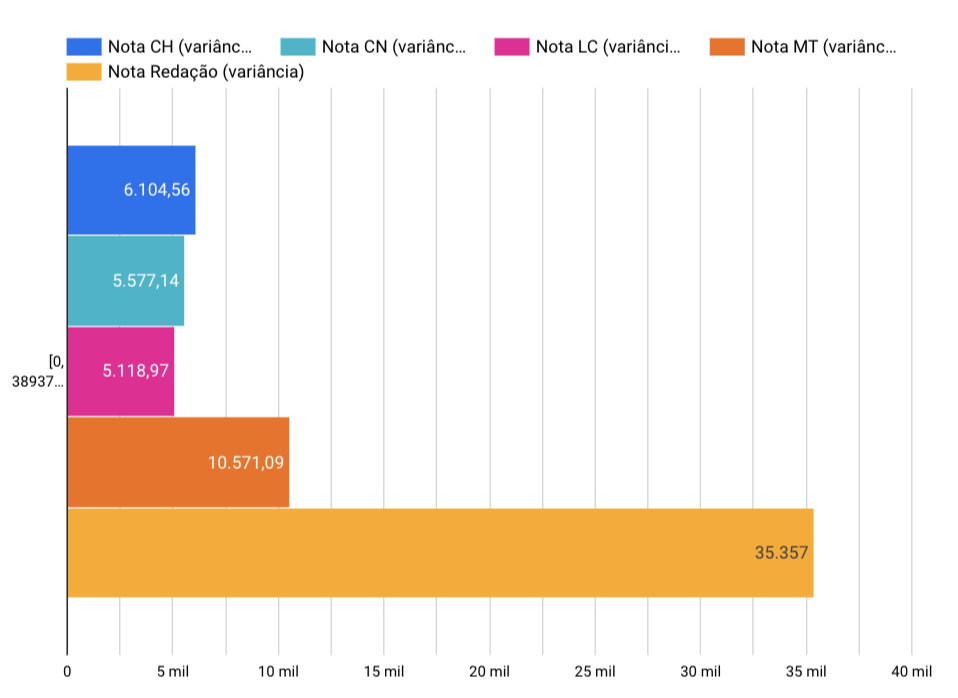 Nota CH (variânc...
Nota CN (variânc...
Nota LC (variânci...
Nota MT (variânc...
Nota Redação (variância)
6.104,56
5.577,14
5.118,97
10.571,09
35.357
[0,
38937...
0
5 mil
10 mil
15 mil
20 mil
25 mil
30 mil
35 mil
40 mil